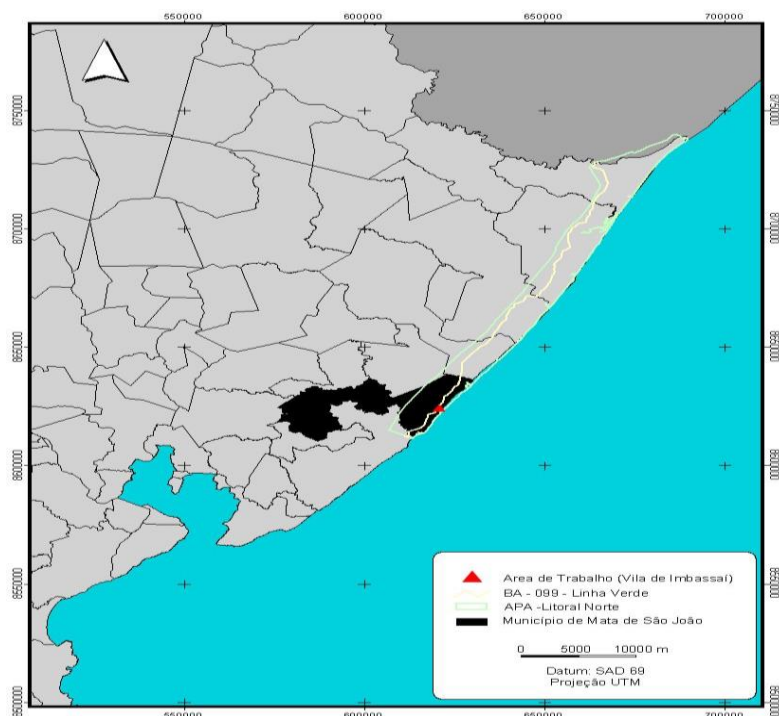 550000 600000 650000 700000
8750000
8700000
8650000
8600000
8550000
8500000
Area de Trabalho (Vila de Imbassaí)
BA - 099 - Linha Verde
APA -Litoral Norte
Município de Mata de São João
0 5000 10000 m
Datum: SAD 69
Projeção UTM
550000 600000 650000 700000